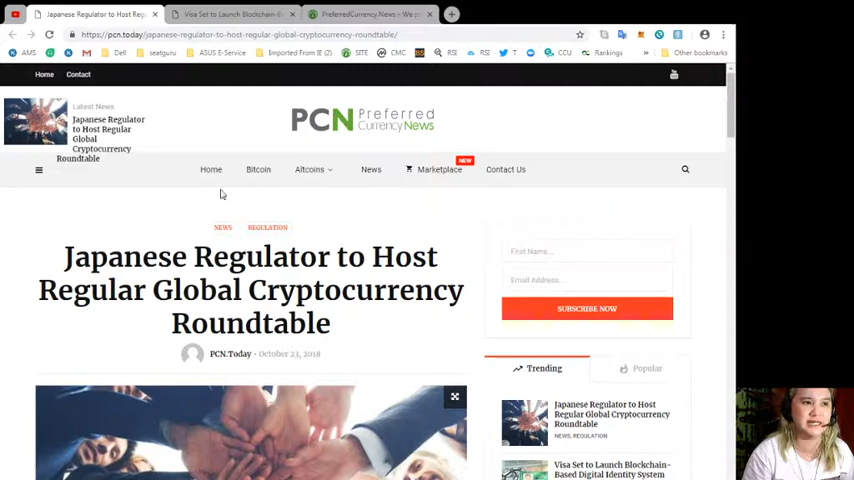 Japanese Regulator to Host Reg
Visa Set to Launch Blockchain-B
PreferredCurrency.News – We p
https://pcn.today/japanese-regulator-to-host-regular-global-cryptocurrency-roundtable/
AMS
Dell
seatguru
ASUS E-Service
Imported From IE (2)
SITE
CMC
RSI
RSI
T
CCU
Rankings
Other bookmarks
Home
Contact
Latest News
Japanese Regulator
to Host Regular
Global
Cryptocurrency
Roundtable
PCN Preferred
CurrencyNews
Home
Bitcoin
Altcoins
News
Marketplace
NEW
Contact Us
NEWS
REGULATION
Japanese Regulator to Host
Regular Global Cryptocurrency
Roundtable
PCN.Today - October 23, 2018
First Name...
Email Address...
SUBSCRIBE NOW
Trending
Popular
Japanese Regulator to Host
Regular Global Cryptocurrency
Roundtable
NEWS, REGULATION
Visa Set to Launch Blockchain-
Based Digital Identity System